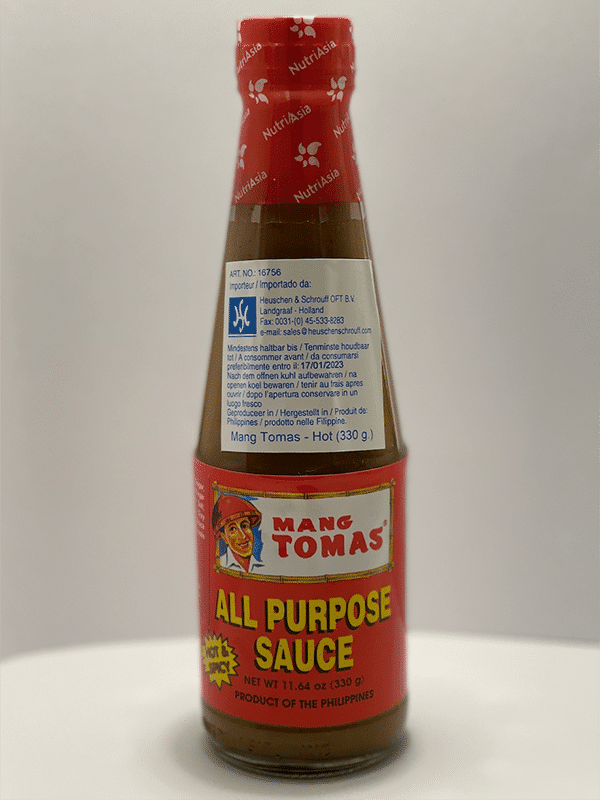 NutriAsia
NutriAsia
NutriAsia
NutriAsia
NutriAsia
NutriAsia
ART. NO.: 16756
Importeur / Importado da:
Heuschen & Schrouff OFT B.V.
Landgraaf - Holland
Fax: 0031-(0) 45-533-8283
e-mail: sales@heuschenschrouff.com
Mindestens haltbar bis / Tenminste houdbaar
tot / A consommer avant / da consumarsi
preferibilmente entro il: 17/01/2023
Nach dem offnen kuhl aufbewahren / na
openen koel bewaren / tenir au frais apres
ouvrir / dopo l'apertura conservare in un
luogo fresco
Geproduceer in / Hergestellt in / Produit de:
Philippines / prodotto nelle Filippine.
Mang Tomas - Hot (330 g.)
MANG
TOMAS®
ALL PURPOSE
SAUCE
HOT &
SPICY
NET WT 11.64 oz (330 g)
PRODUCT OF THE PHILIPPINES